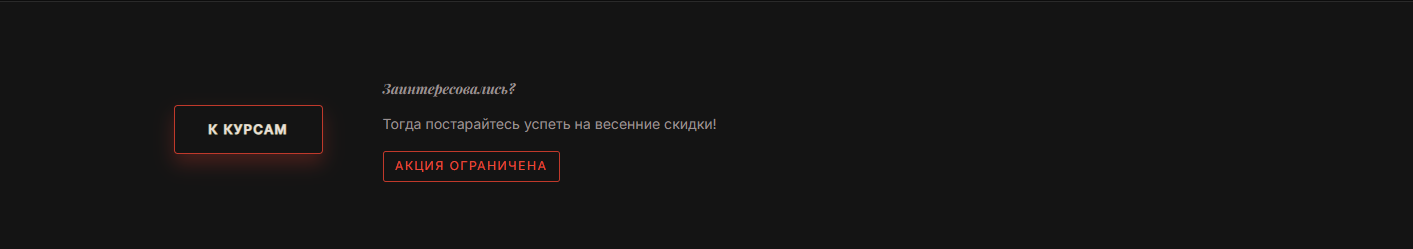 К КУРСАМ
Заинтересовались?
Тогда постарайтесь успеть на весенние скидки!
АКЦИЯ ОГРАНИЧЕНА